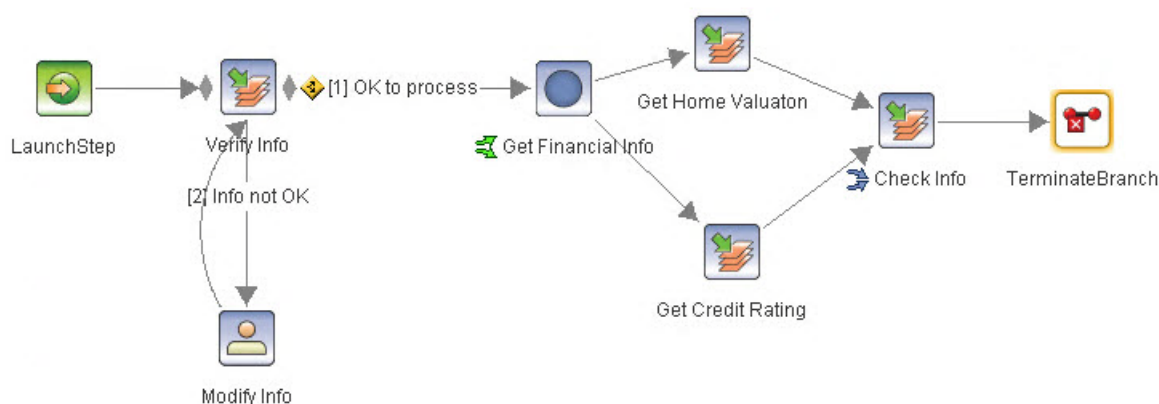 LaunchStep
Verify Info
[1] OK to process
Get Financial Info
Get Home Valuaton
Check Info
TerminateBranch
[2] Info not OK
Get Credit Rating
Modify Info